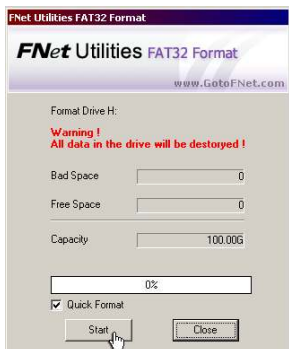 FNet Utilities FAT32 Format
FNet Utilities FAT32 Format
www.GotoFNet.com
Format Drive H:
Warning !
All data in the drive will be destoryed !
Bad Space 0
Free Space 0
Capacity 100.00G
0%
Quick Format
Start Close